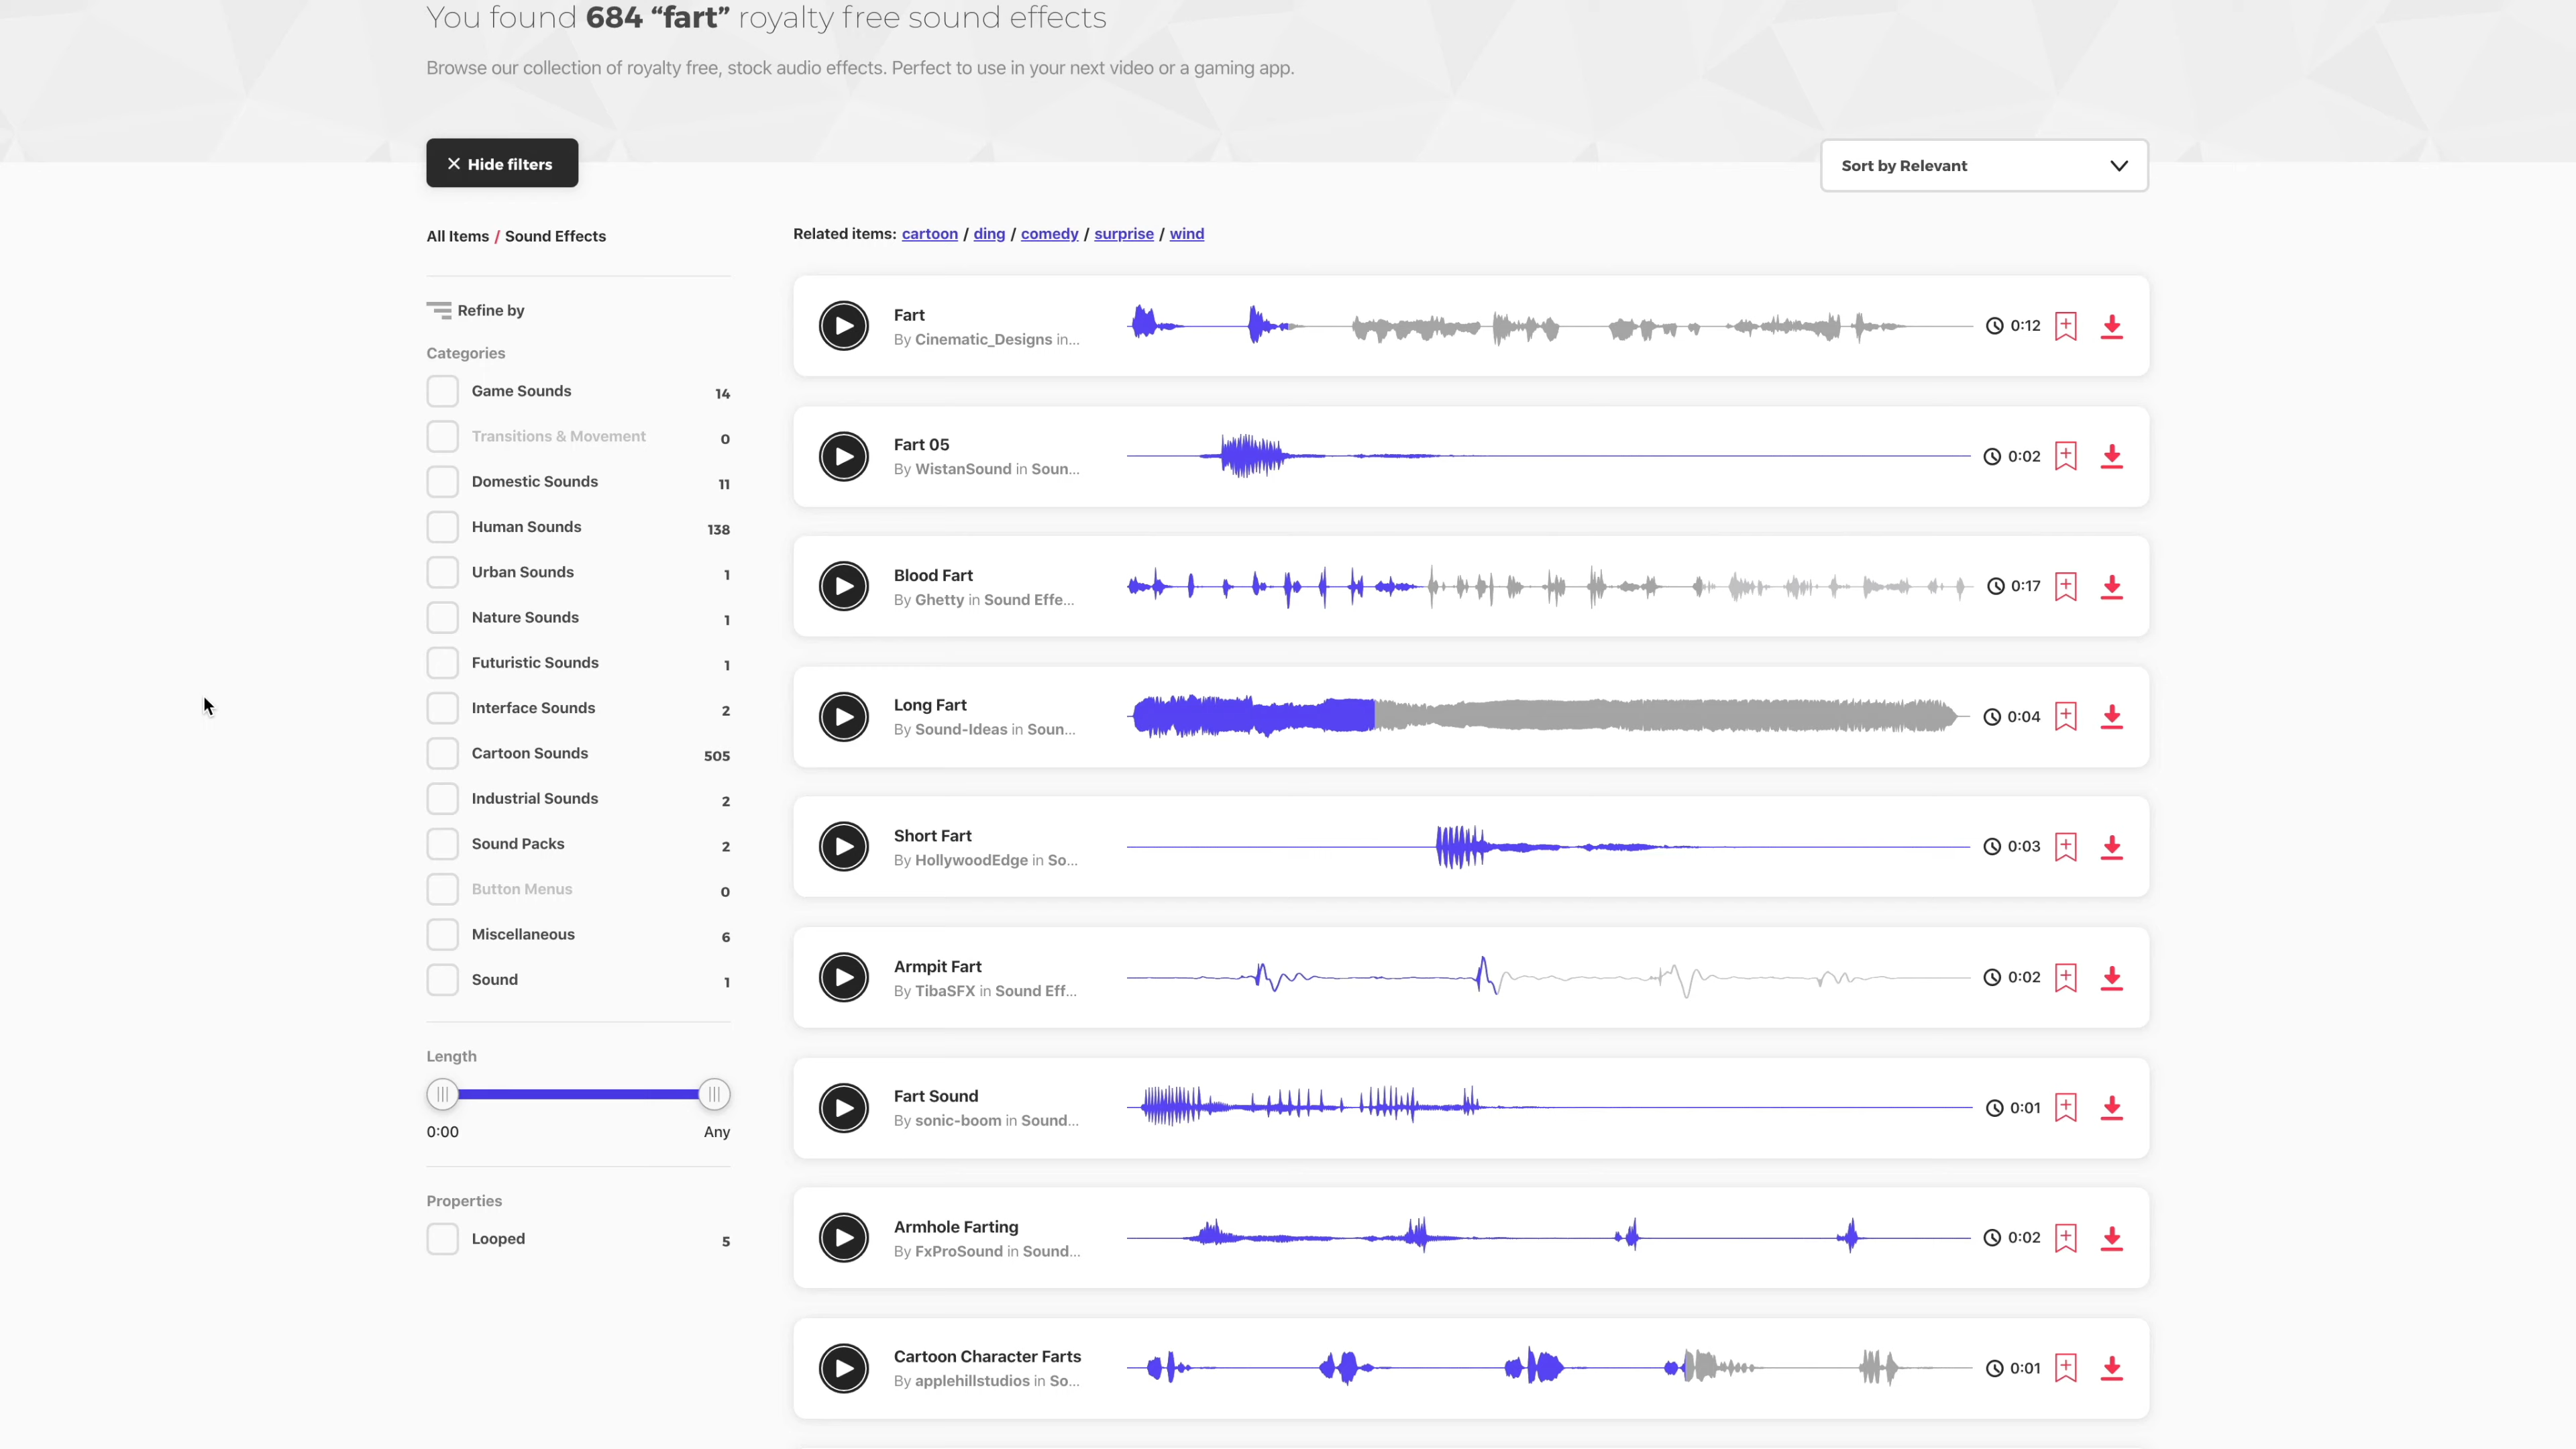 You found 684 “fart” royalty free sound effects
Browse our collection of royalty free, stock audio effects. Perfect to use in your next video or a gaming app.
Hide filters
Sort by Relevant
All Items / Sound Effects
Related items: cartoon / ding / comedy / surprise / wind
Refine by
Categories
Game Sounds 14
Transitions & Movement 0
Domestic Sounds 11
Human Sounds 138
Urban Sounds 1
Nature Sounds 1
Futuristic Sounds 1
Interface Sounds 2
Cartoon Sounds 505
Industrial Sounds 2
Sound Packs 2
Button Menus 0
Miscellaneous 6
Sound 1
Length
0:00 Any
Properties
Looped 5
Fart
By Cinematic_Designs in...
0:12
Fart 05
By WistanSound in Soun...
0:02
Blood Fart
By Ghetty in Sound Effe...
0:17
Long Fart
By Sound-Ideas in Soun...
0:04
Short Fart
By HollywoodEdge in So...
0:03
Armpit Fart
By TibaSFX in Sound Eff...
0:02
Fart Sound
By sonic-boom in Sound...
0:01
Armhole Farting
By FxProSound in Sound...
0:02
Cartoon Character Farts
By applehillstudios in So...
0:01